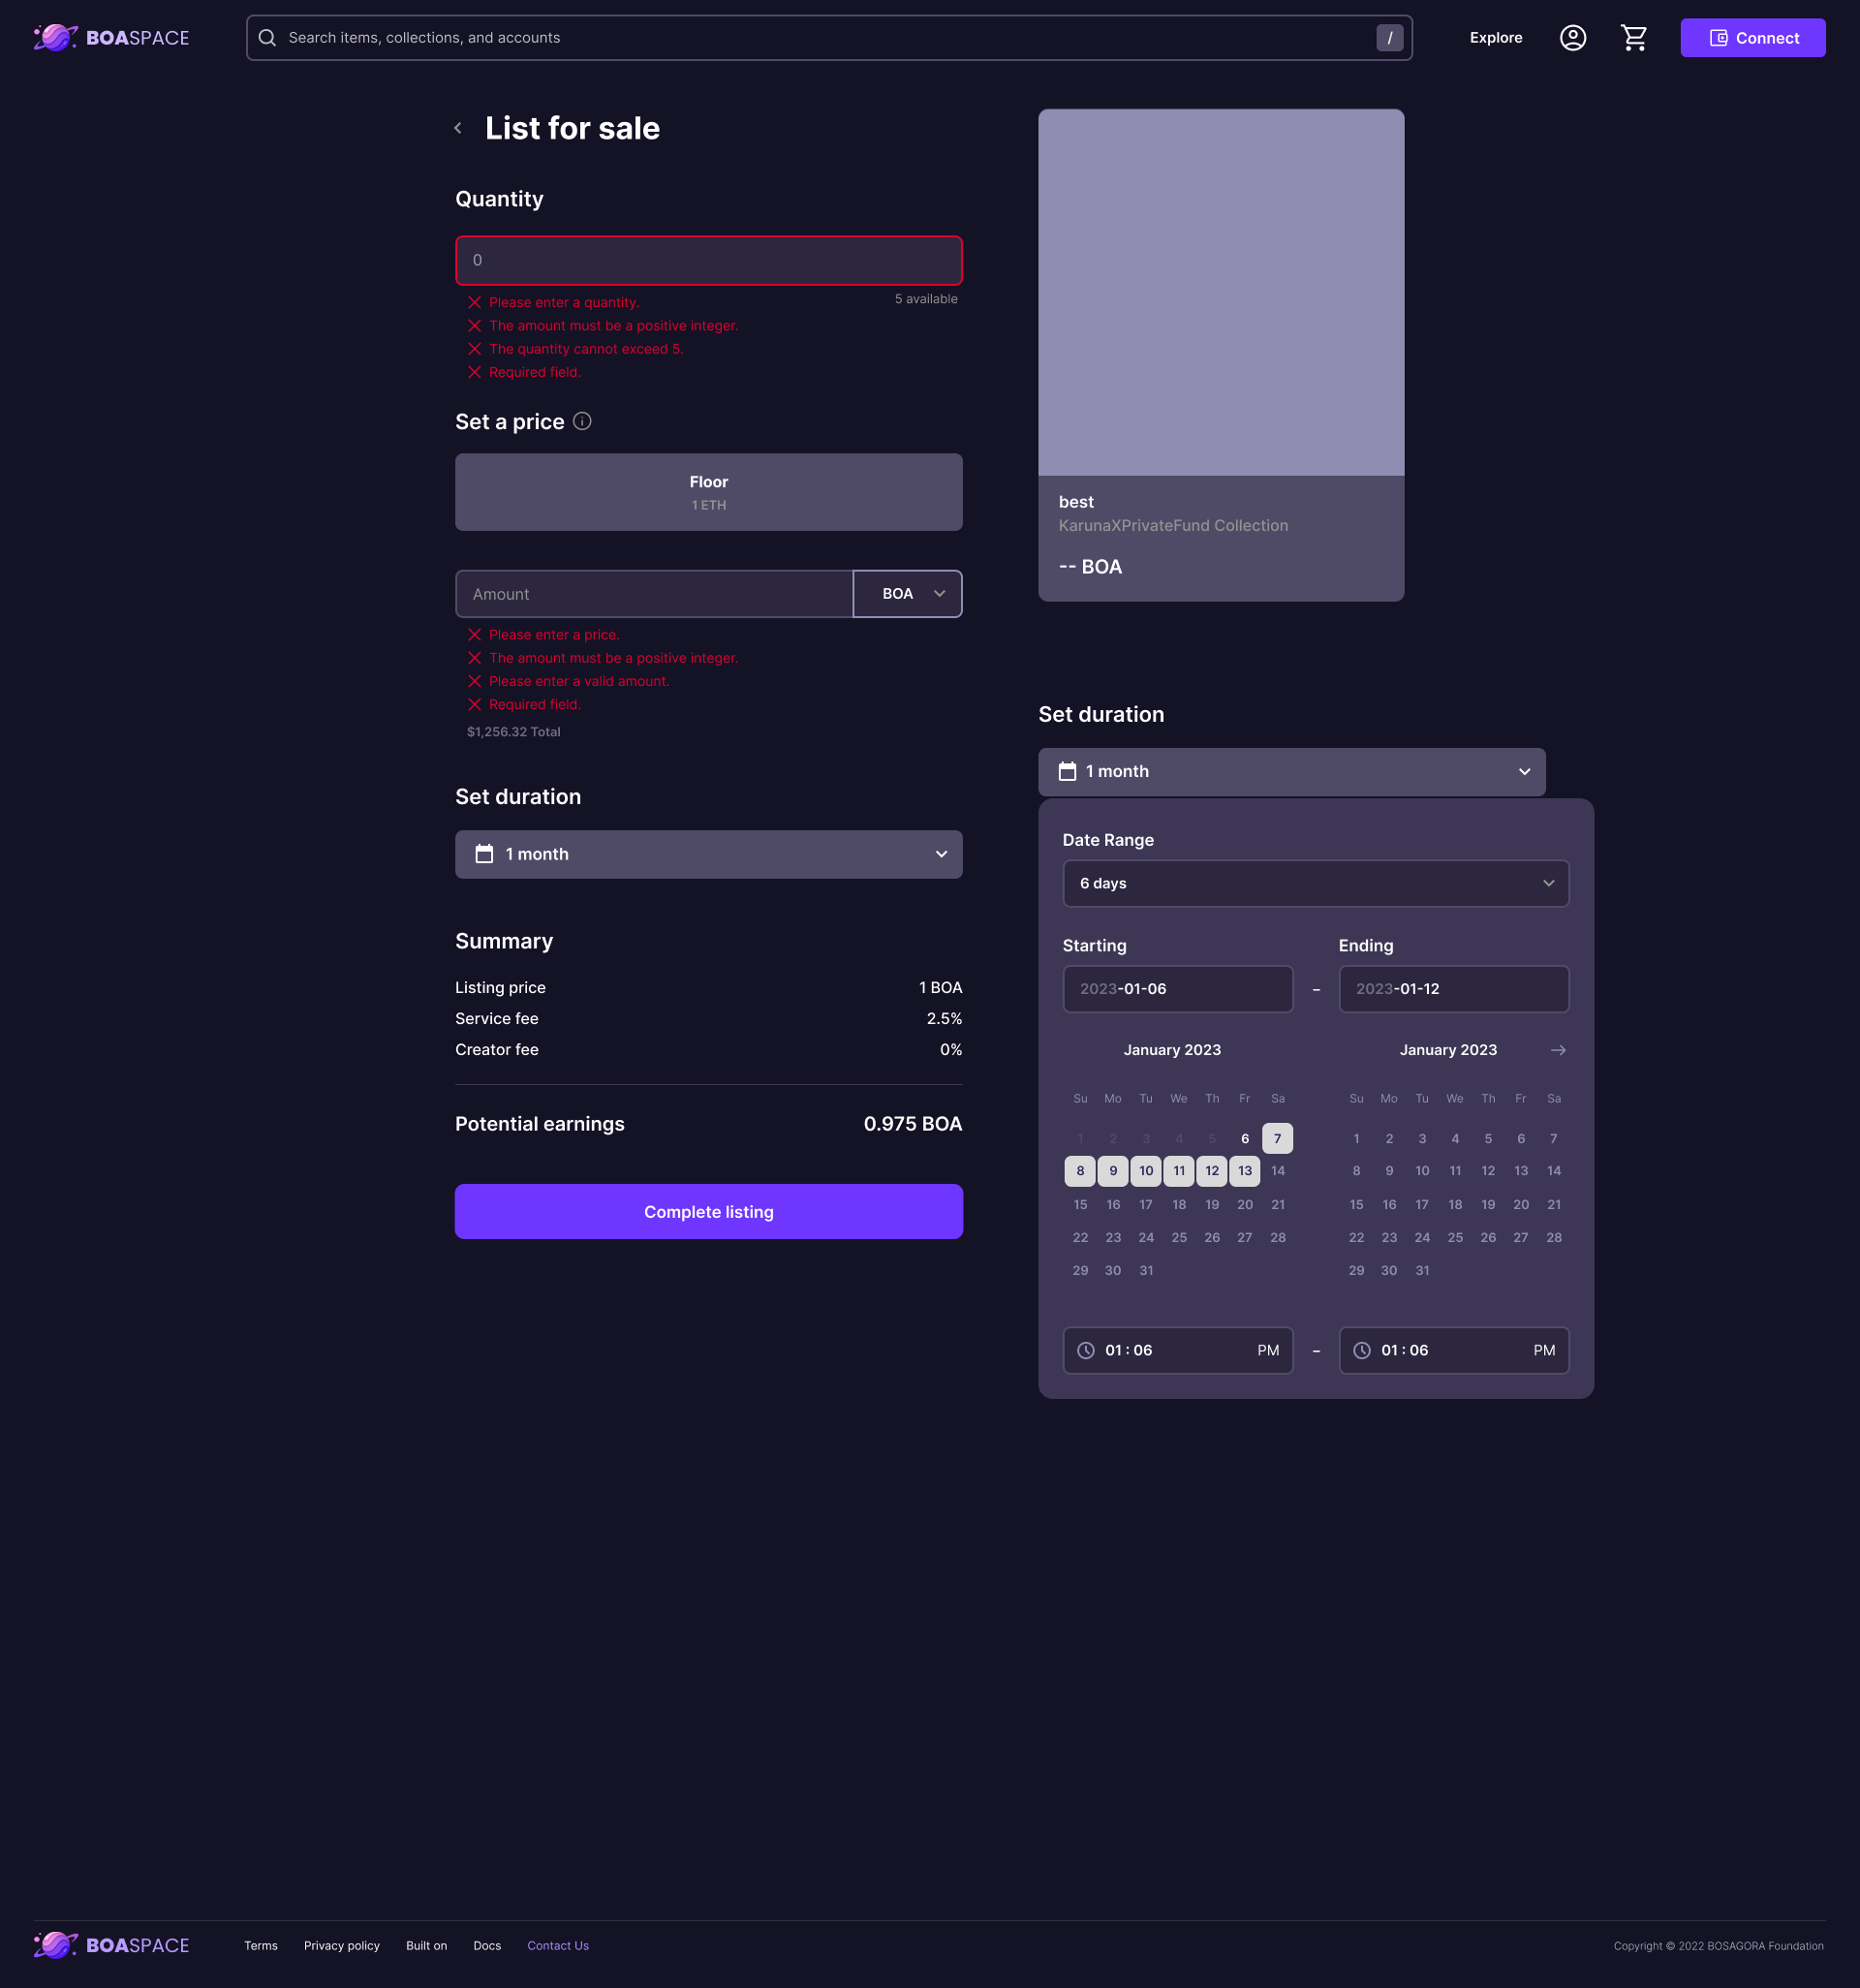 BOASPACE
Search items, collections, and accounts
/
Explore
Connect
List for sale
Quantity
0
Please enter a quantity.
5 available
The amount must be a positive integer.
The quantity cannot exceed 5.
Required field.
Set a price
Floor
1 ETH
Amount
BOA
Please enter a price.
The amount must be a positive integer.
Please enter a valid amount.
Required field.
$1,256.32 Total
Set duration
1 month
Summary
Listing price 1 BOA
Service fee 2.5%
Creator fee 0%
Potential earnings 0.975 BOA
Complete listing
best
KarunaXPrivateFund Collection
-- BOA
Set duration
1 month
Date Range
6 days
Starting Ending
2023-01-06 – 2023-01-12
January 2023
Su Mo Tu We Th Fr Sa
1 2 3 4 5 6 7
8 9 10 11 12 13 14
15 16 17 18 19 20 21
22 23 24 25 26 27 28
29 30 31
January 2023
Su Mo Tu We Th Fr Sa
1 2 3 4 5 6 7
8 9 10 11 12 13 14
15 16 17 18 19 20 21
22 23 24 25 26 27 28
29 30 31
01 : 06 PM – 01 : 06 PM
BOASPACE
Terms Privacy policy Built on Docs Contact Us
Copyright © 2022 BOSAGORA Foundation